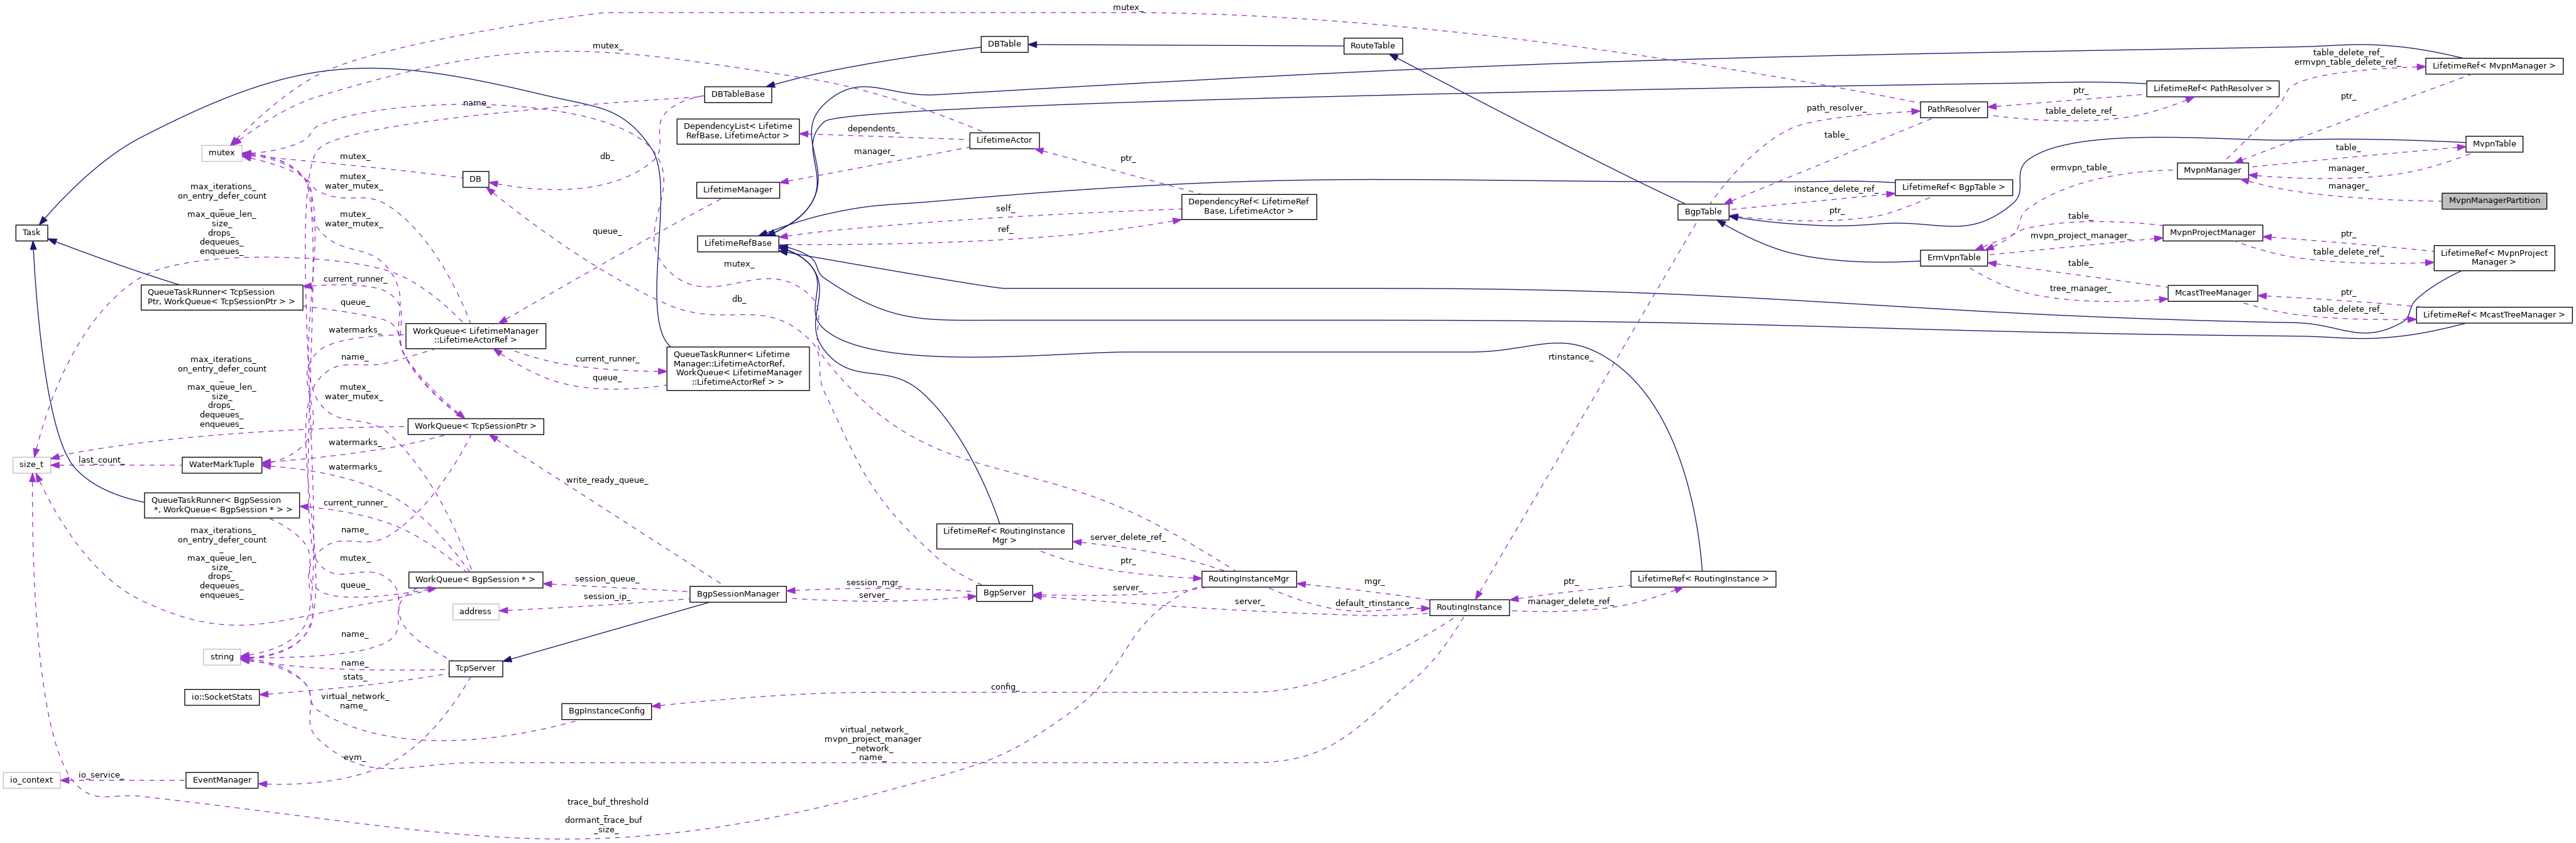 mutex_
mutex_
DBTable
RouteTable
table_delete_ref_
ermvpn_table_delete_ref_
LifetimeRef< MvpnManager >
DBTableBase
name_
LifetimeRef< PathResolver >
ptr_
ptr_
path_resolver_
PathResolver
table_delete_ref_
DependencyList< Lifetime
RefBase, LifetimeActor >
dependents_
LifetimeActor
table_
MvpnTable
mutex
mutex_
db_
manager_
ptr_
table_
manager_
MvpnManager
ermvpn_table_
DB
mutex_
water_mutex_
LifetimeManager
instance_delete_ref_
LifetimeRef< BgpTable >
manager_
MvpnManagerPartition
max_iterations_
on_entry_defer_count
_
max_queue_len_
size_
drops_
dequeues_
enqueues_
self_
DependencyRef< LifetimeRef
Base, LifetimeActor >
ptr_
BgpTable
mutex_
water_mutex_
queue_
ref_
table_
Task
LifetimeRefBase
mvpn_project_manager_
MvpnProjectManager
ptr_
table_delete_ref_
LifetimeRef< MvpnProject
Manager >
ErmVpnTable
mutex_
current_runner_
table_
tree_manager_
McastTreeManager
ptr_
table_delete_ref_
LifetimeRef< McastTreeManager >
QueueTaskRunner< TcpSession
Ptr, WorkQueue< TcpSessionPtr > >
queue_
db_
watermarks_
WorkQueue< LifetimeManager
::LifetimeActorRef >
name_
current_runner_
queue_
QueueTaskRunner< Lifetime
Manager::LifetimeActorRef,
WorkQueue< LifetimeManager
::LifetimeActorRef > >
rtinstance_
max_iterations_
on_entry_defer_count
_
max_queue_len_
size_
drops_
dequeues_
enqueues_
mutex_
water_mutex_
WorkQueue< TcpSessionPtr >
watermarks_
size_t
last_count_
WaterMarkTuple
watermarks_
write_ready_queue_
QueueTaskRunner< BgpSession
*, WorkQueue< BgpSession * > >
current_runner_
name_
LifetimeRef< RoutingInstance
Mgr >
server_delete_ref_
ptr_
max_iterations_
on_entry_defer_count
_
max_queue_len_
size_
drops_
dequeues_
enqueues_
mutex_
queue_
WorkQueue< BgpSession * >
session_queue_
session_ip_
address
BgpSessionManager
session_mgr_
server_
BgpServer
server_
server_
RoutingInstanceMgr
mgr_
default_rtinstance_
RoutingInstance
ptr_
manager_delete_ref_
LifetimeRef< RoutingInstance >
name_
string
name_
stats_
TcpServer
io::SocketStats
virtual_network_
name_
config_
BgpInstanceConfig
virtual_network_
mvpn_project_manager
_network_
name_
evm_
io_context
io_service_
EventManager
trace_buf_threshold
_
dormant_trace_buf
_size_